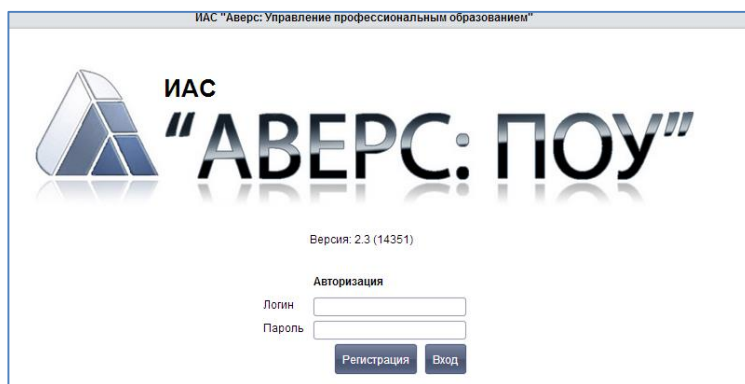 ИАС "Аверс: Управление профессиональным образованием"
ИАС
"АВЕРС: ПОУ"
Версия: 2.3 (14351)
Авторизация
Логин
Пароль
Регистрация Вход